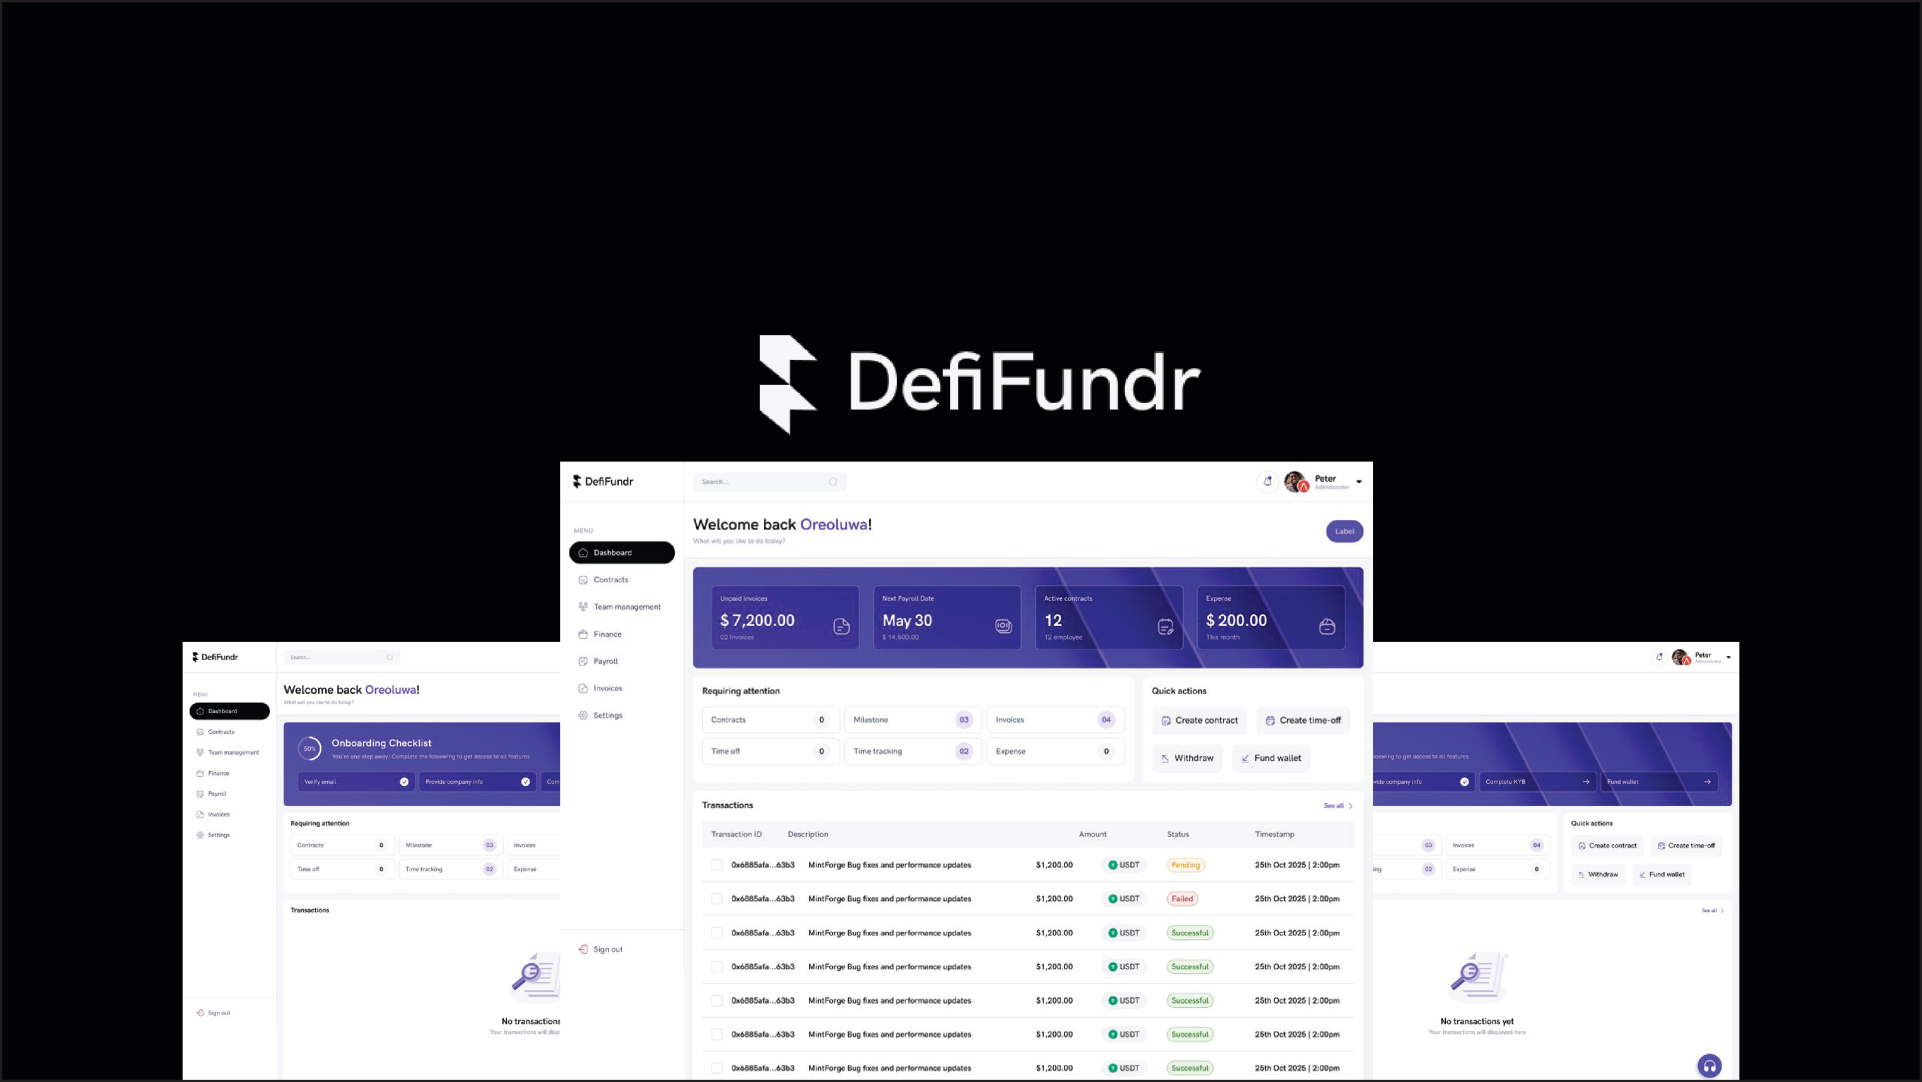 DefiFundr
DefiFundr
Search...
Peter
Administrator
Welcome back Oreoluwa!
What will you like to do today?
Label
MENU
Dashboard
Contracts
Team management
Finance
Payroll
Invoices
Settings
Sign out
Unpaid invoices
$ 7,200.00
02 Invoices
Next Payroll Date
May 30
$ 14,500.00
Active contracts
12
12 employee
Expense
$ 200.00
This month
Requiring attention
Contracts 0
Milestone 03
Invoices 04
Time off 0
Time tracking 02
Expense 0
Quick actions
Create contract
Create time-off
Withdraw
Fund wallet
Transactions
See all
Transaction ID Description Amount Status Timestamp
0x6885afa...63b3 MintForge Bug fixes and performance updates $1,200.00 USDT Pending 25th Oct 2025 | 2:00pm
0x6885afa...63b3 MintForge Bug fixes and performance updates $1,200.00 USDT Failed 25th Oct 2025 | 2:00pm
0x6885afa...63b3 MintForge Bug fixes and performance updates $1,200.00 USDT Successful 25th Oct 2025 | 2:00pm
0x6885afa...63b3 MintForge Bug fixes and performance updates $1,200.00 USDT Successful 25th Oct 2025 | 2:00pm
0x6885afa...63b3 MintForge Bug fixes and performance updates $1,200.00 USDT Successful 25th Oct 2025 | 2:00pm
0x6885afa...63b3 MintForge Bug fixes and performance updates $1,200.00 USDT Successful 25th Oct 2025 | 2:00pm
0x6885afa...63b3 MintForge Bug fixes and performance updates $1,200.00 USDT Successful 25th Oct 2025 | 2:00pm
DefiFundr
Search...
Welcome back Oreoluwa!
What will you like to do today?
MENU
Dashboard
Contracts
Team management
Finance
Payroll
Invoices
Settings
Sign out
50%
Onboarding Checklist
You're one step away! Complete the foloowing to get access to all features
Verify email
Provide company info
Com
Requiring attention
Contracts 0
Milestone 03
Invoices
Time off 0
Time tracking 02
Expense
Transactions
No transactions
Your transactions will disp
Peter
Administrator
oowing to get access to all features
vide company info
Complete KYB
Fund wallet
03
Invoices 04
ng 02
Expense 0
Quick actions
Create contract
Create time-off
Withdraw
Fund wallet
See all
No transactions yet
Your transactions will displayed here